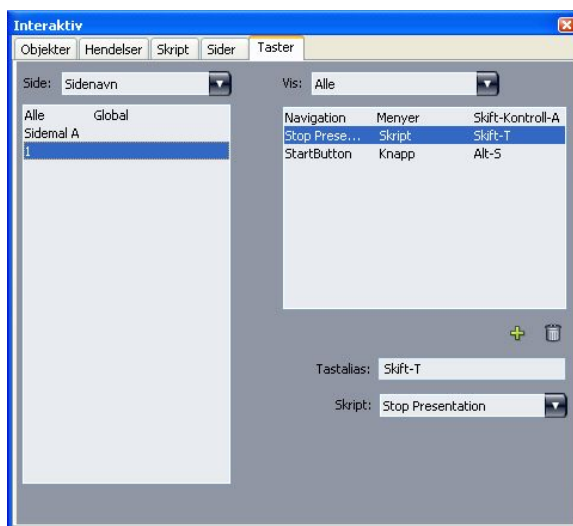 Interaktiv
Objekter Hendelser Skript Sider Taster
Side: Sidenavn
Alle Global
Sidemal A
1
Vis: Alle
Navigation Menyer Skift-Kontroll-A
Stop Prese... Skript Skift-T
StartButton Knapp Alt-S
Tastalias: Skift-T
Skript: Stop Presentation